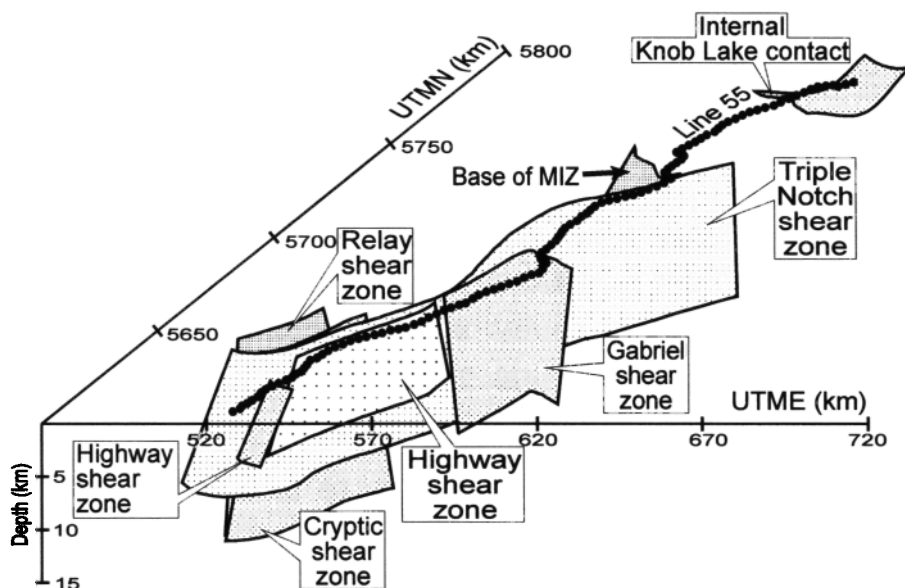 Internal
Knob Lake contact
5800
UTMN (km)
Line 55
5750
Base of MIZ
Triple
Notch
shear
zone
5700
Relay
shear
zone
5650
Gabriel
shear
zone
UTME (km)
520
570
620
670
720
Highway
shear
zone
Highway
shear
zone
Cryptic
shear
zone
Depth (km)
5
10
15